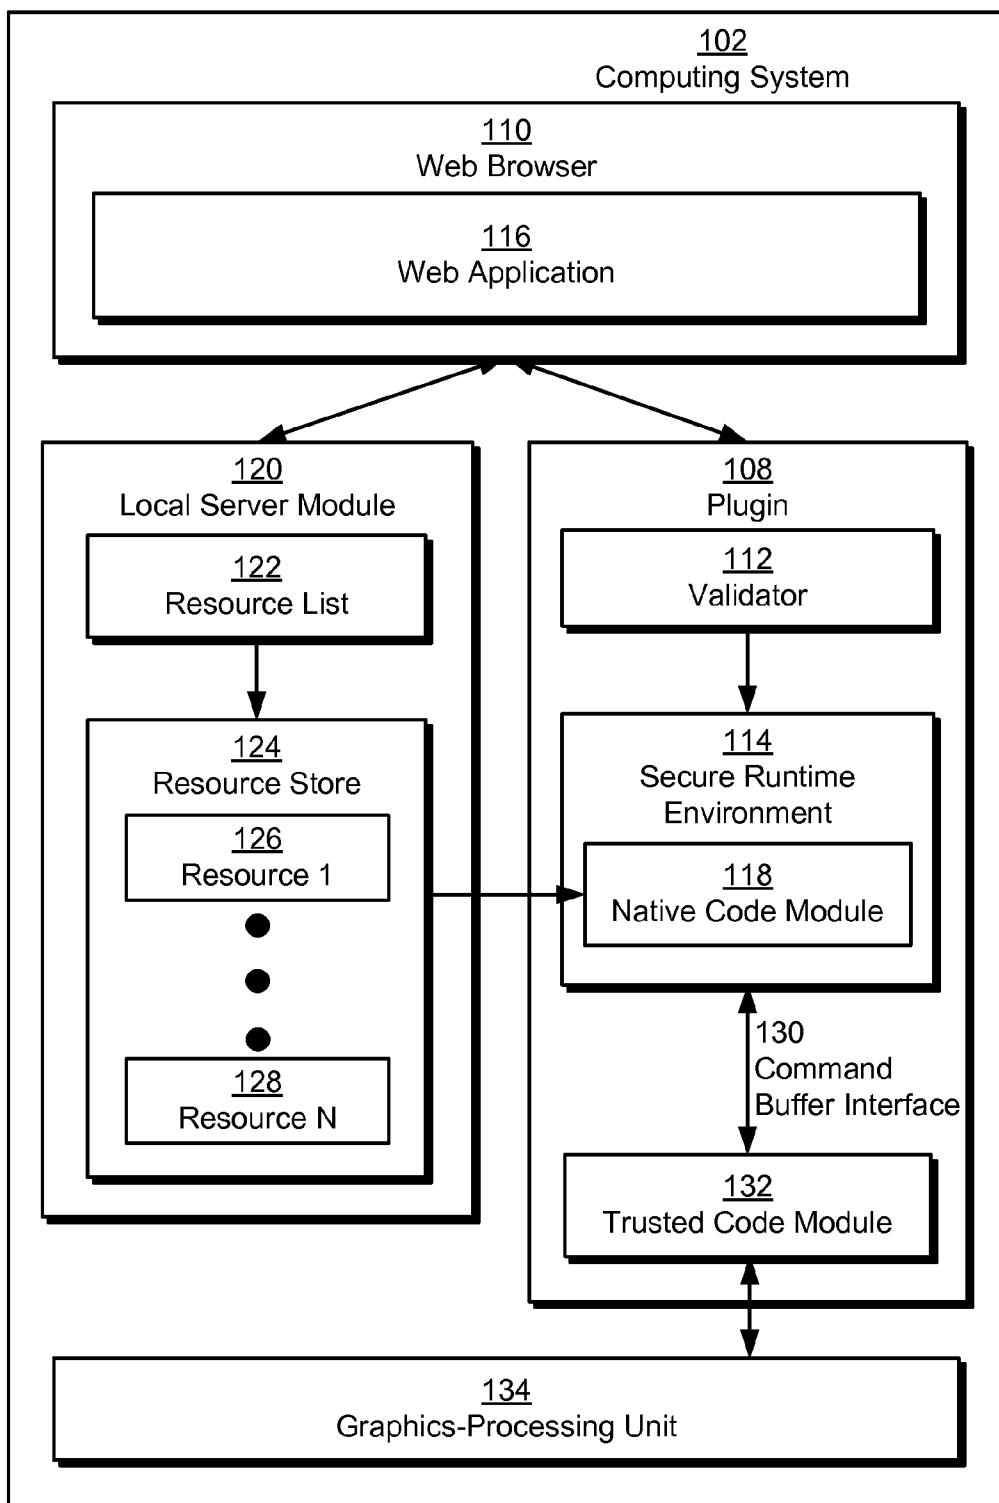 102
Computing System
110
Web Browser
116
Web Application
120
Local Server Module
122
Resource List
124
Resource Store
126
Resource 1
128
Resource N
108
Plugin
112
Validator
114
Secure Runtime
Environment
118
Native Code Module
130
Command
Buffer Interface
132
Trusted Code Module
134
Graphics-Processing Unit